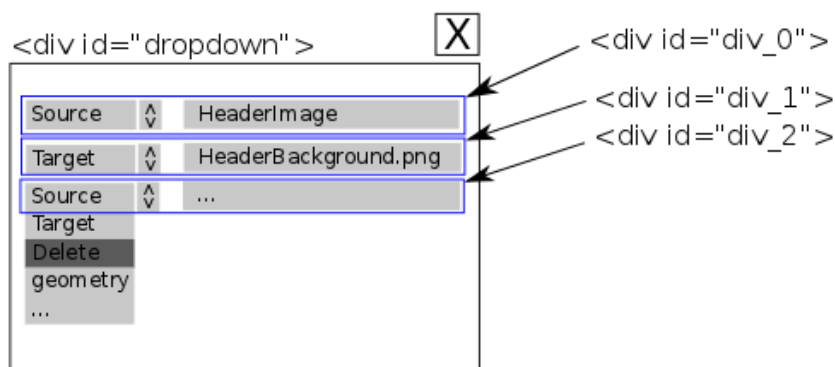 <div id="dropdown"> X
<div id="div_0">
<div id="div_1">
<div id="div_2">
Source HeaderImage
Target HeaderBackground.png
Source ...
Target
Delete
geometry
...